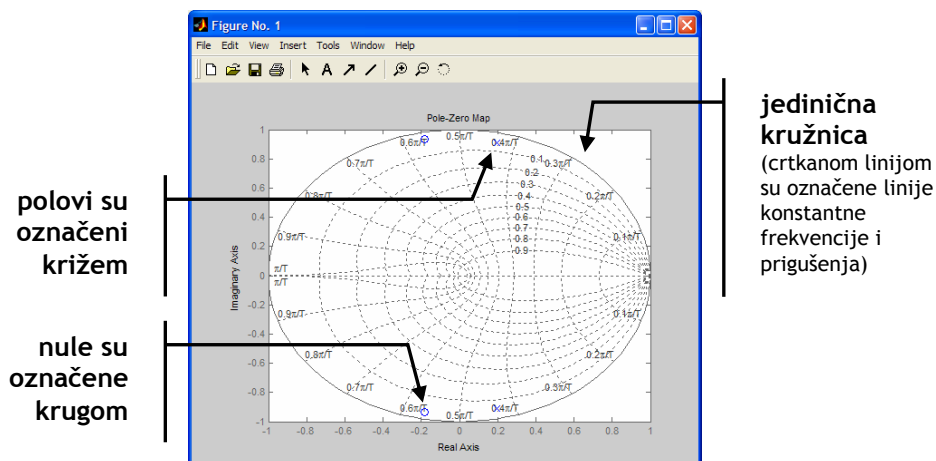 Figure No. 1
File Edit View Insert Tools Window Help
A
Pole-Zero Map
Imaginary Axis
1
0.8
0.6
0.4
0.2
0
-0.2
-0.4
-0.6
-0.8
-1
0.6π/T
0.5π/T
0.4π/T
0.7π/T
0.1
0.3π/T
0.2
0.8π/T
0.3
0.2π/T
0.4
0.5
0.6
0.7
0.9π/T
0.8
0.1π/T
0.9
π/T
π/T
0.9π/T
0.1π/T
0.8π/T
0.2π/T
0.7π/T
0.3π/T
0.6π/T
0.5π/T
0.4π/T
-1 -0.8 -0.6 -0.4 -0.2 0 0.2 0.4 0.6 0.8 1
Real Axis
polovi su
označeni
križem
nule su
označene
krugom
jedinična
kružnica
(crtkanom linijom
su označene linije
konstantne
frekvencije i
prigušenja)